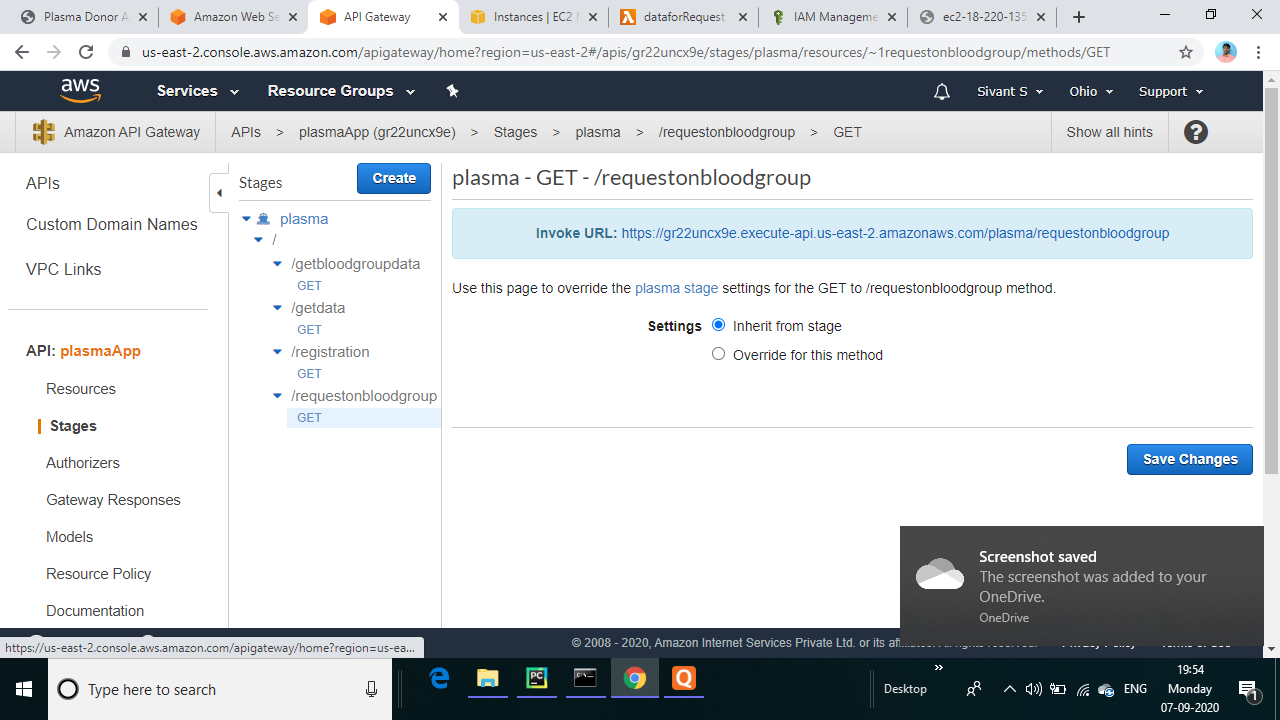 Plasma Donor A
Amazon Web Se
API Gateway
Instances | EC2 M
dataforRequest
IAM Manageme
ec2-18-220-135
us-east-2.console.aws.amazon.com/apigateway/home?region=us-east-2#/apis/gr22uncx9e/stages/plasma/resources/~1requestonbloodgroup/methods/GET
aws Services Resource Groups Sivant S Ohio Support
Amazon API Gateway APIs > plasmaApp (gr22uncx9e) > Stages > plasma > /requestonbloodgroup > GET Show all hints ?
APIs
Custom Domain Names
VPC Links
API: plasmaApp
Resources
Stages
Authorizers
Gateway Responses
Models
Resource Policy
Documentation
Stages Create
plasma
/
/getbloodgroupdata
GET
/getdata
GET
/registration
GET
/requestonbloodgroup
GET
plasma - GET - /requestonbloodgroup
Invoke URL: https://gr22uncx9e.execute-api.us-east-2.amazonaws.com/plasma/requestonbloodgroup
Use this page to override the plasma stage settings for the GET to /requestonbloodgroup method.
Settings Inherit from stage
Override for this method
Save Changes
Screenshot saved
The screenshot was added to your
OneDrive.
OneDrive
https://us-east-2.console.aws.amazon.com/apigateway/home?region=us-ea...
© 2008 - 2020, Amazon Internet Services Private Ltd. or its affiliates. All rights reserved.
Type here to search
PC
Desktop
ENG
19:54
Monday
07-09-2020
1